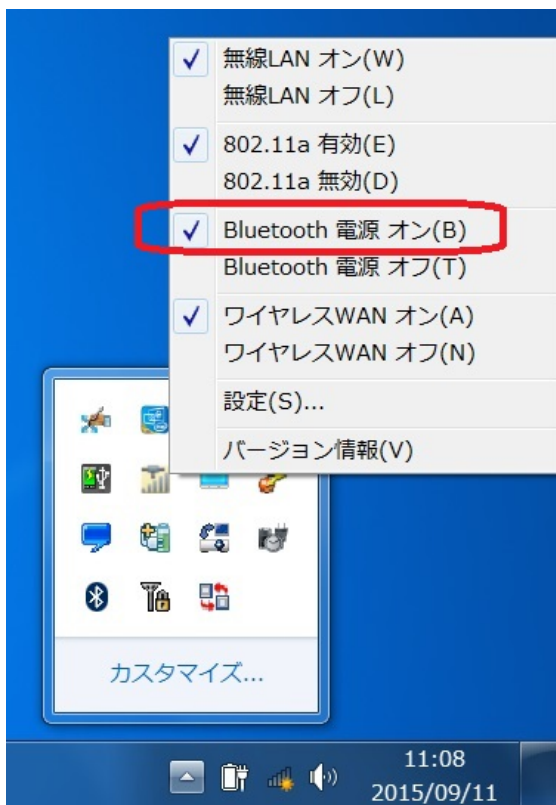 無線LAN オン(W)
無線LAN オフ(L)
802.11a 有効(E)
802.11a 無効(D)
Bluetooth 電源 オン(B)
Bluetooth 電源 オフ(T)
ワイヤレスWAN オン(A)
ワイヤレスWAN オフ(N)
設定(S)...
バージョン情報(V)
カスタマイズ...
11:08
2015/09/11